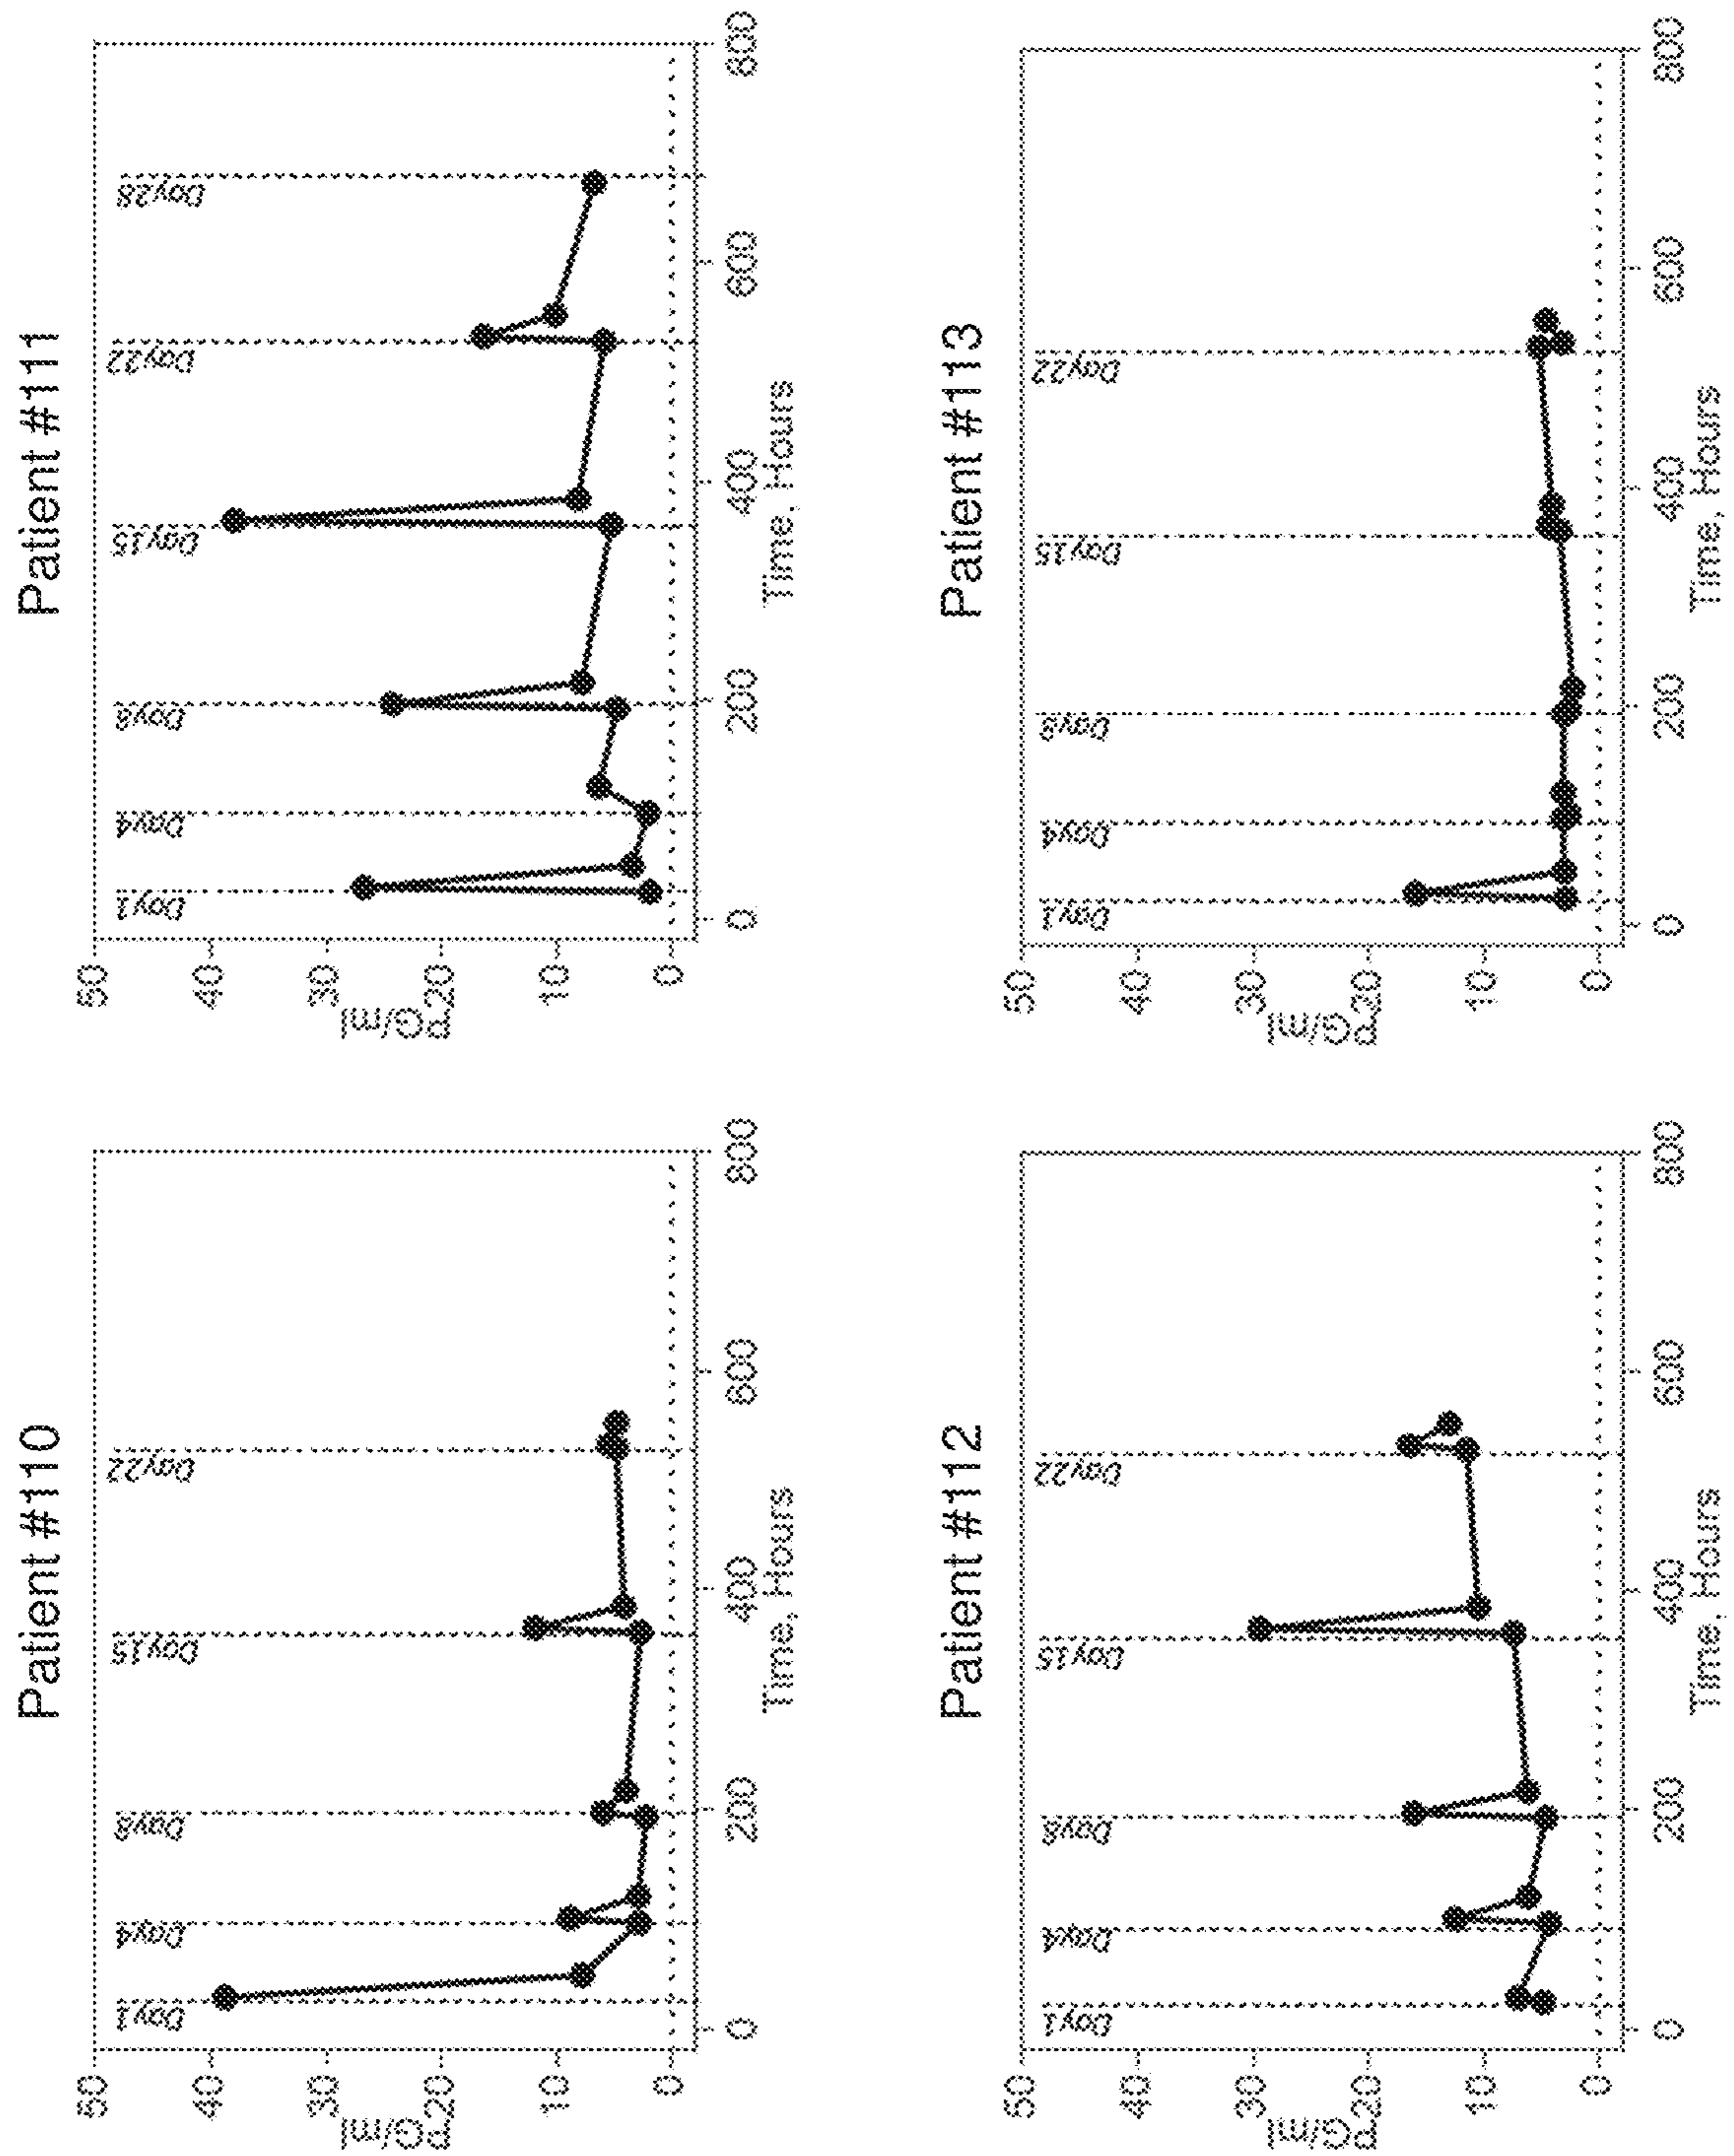 Patient #110
50
40
30
20
10
0
PG/ml
Day1
Day4
Day8
Day15
Day22
0
200
400
600
800
Time, Hours
Patient #111
50
40
30
20
10
0
PG/ml
Day1
Day4
Day8
Day15
Day22
Day28
0
200
400
600
800
Time, Hours
Patient #112
50
40
30
20
10
0
PG/ml
Day1
Day4
Day8
Day15
Day22
0
200
400
600
800
Time, Hours
Patient #113
50
40
30
20
10
0
PG/ml
Day1
Day4
Day8
Day15
Day22
0
200
400
600
800
Time, Hours